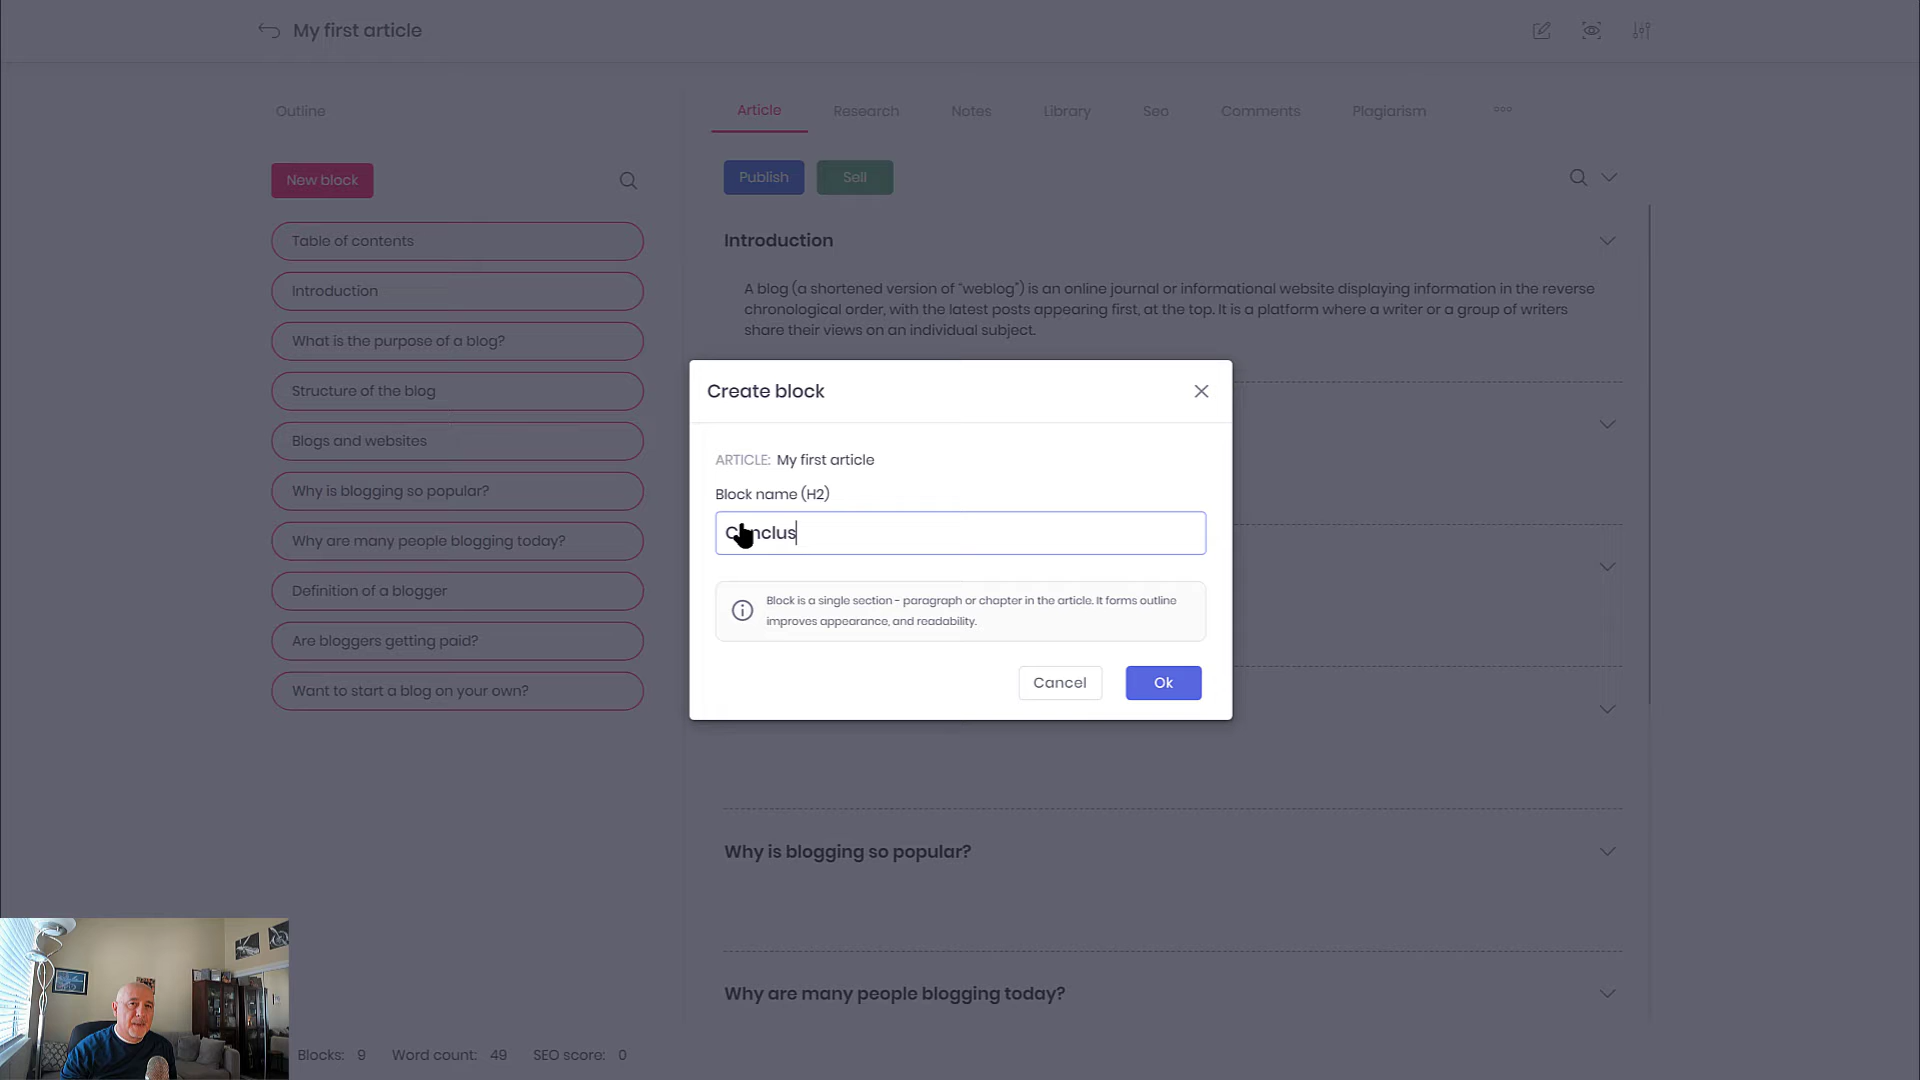 My first article
Outline
Article
Research
Notes
Library
Seo
Comments
Plagiarism
New block
Publish
Sell
Table of contents
Introduction
What is the purpose of a blog?
Structure of the blog
Blogs and websites
Why is blogging so popular?
Why are many people blogging today?
Definition of a blogger
Are bloggers getting paid?
Want to start a blog on your own?
Introduction
A blog (a shortened version of "weblog") is an online journal or informational website displaying information in the reverse
chronological order, with the latest posts appearing first, at the top. It is a platform where a writer or a group of writers
share their views on an individual subject.
Create block
ARTICLE: My first article
Block name (H2)
Conclus
Block is a single section - paragraph or chapter in the article. It forms outline
improves appearance, and readability.
Cancel
Ok
Why is blogging so popular?
Why are many people blogging today?
Blocks: 9
Word count: 49
SEO score: 0